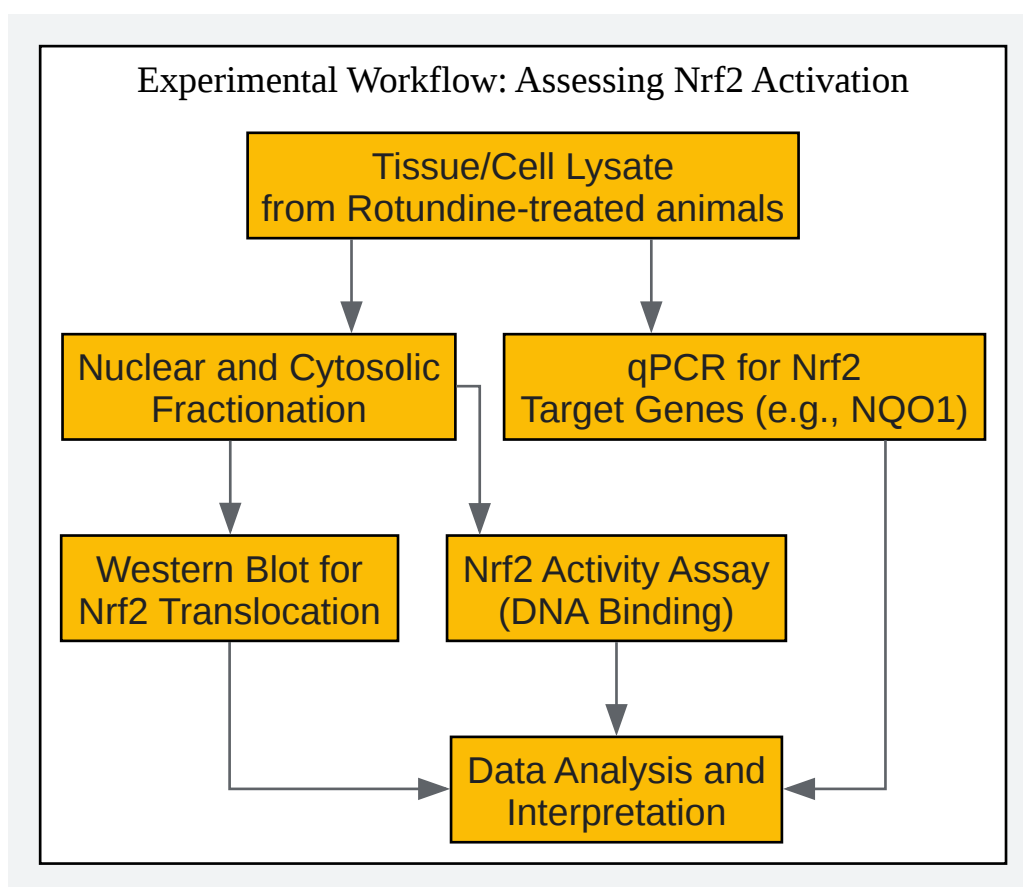 Experimental Workflow: Assessing Nrf2 Activation
Tissue/Cell Lysate
from Rotundine-treated animals
Nuclear and Cytosolic
Fractionation
qPCR for Nrf2
Target Genes (e.g., NQO1)
Western Blot for
Nrf2 Translocation
Nrf2 Activity Assay
(DNA Binding)
Data Analysis and
Interpretation